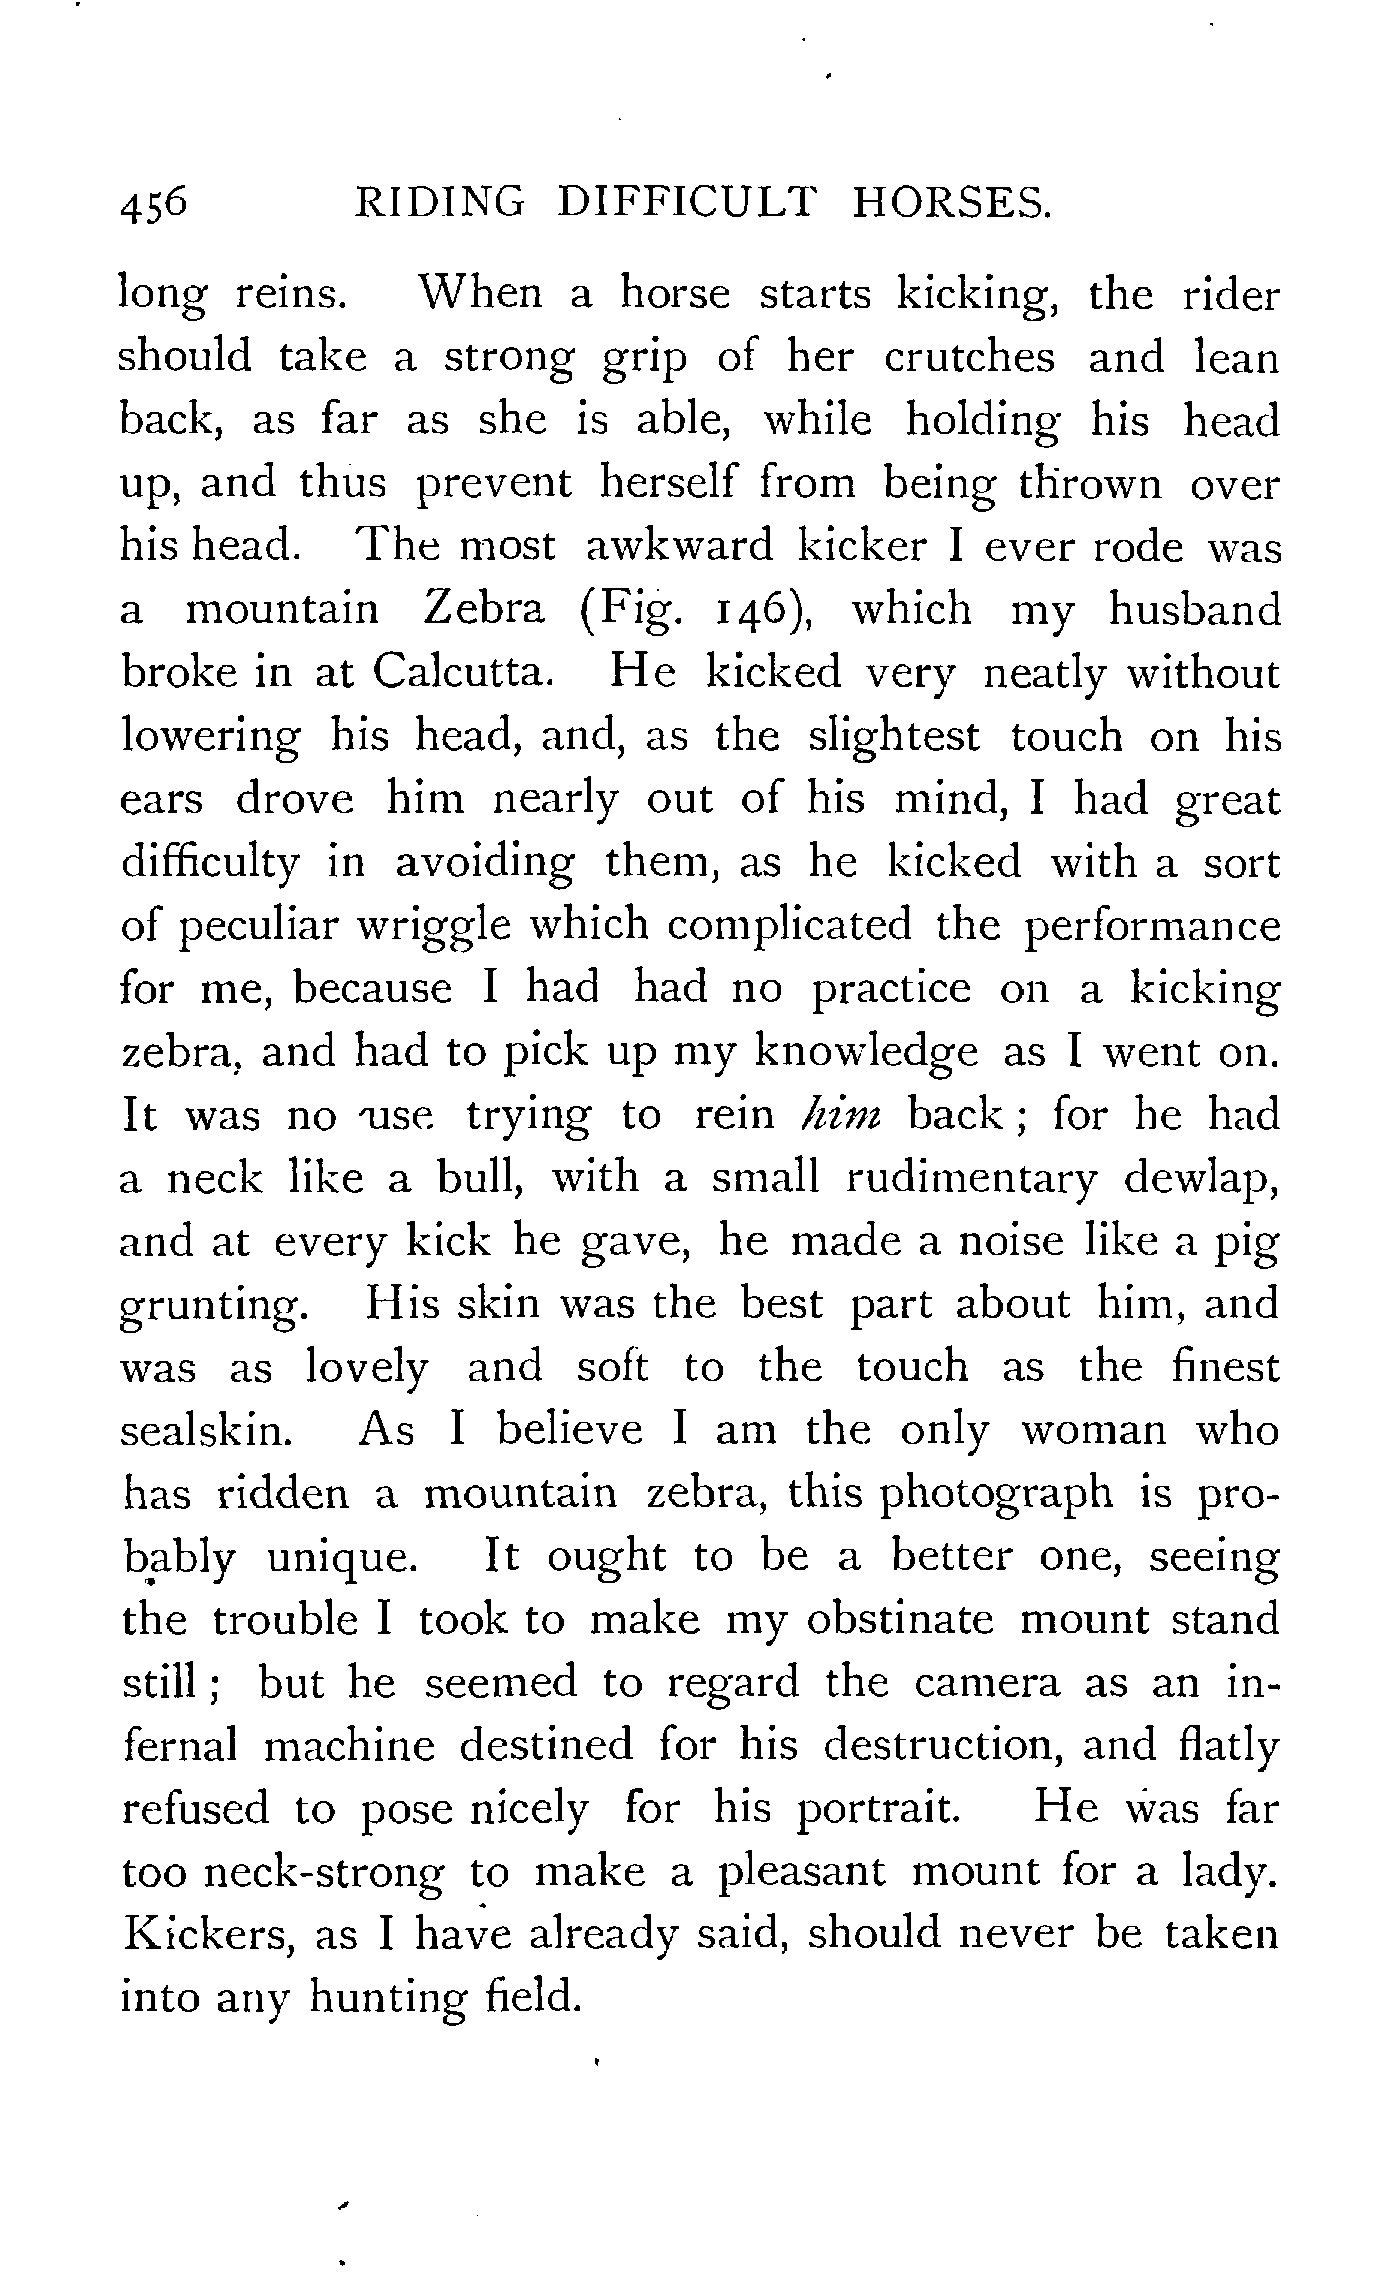 456 RIDING DIFFICULT HORSES.
long reins. When a horse starts kicking, the rider
should take a strong grip of her crutches and lean
back, as far as she is able, while holding his head
up, and thus prevent herself from being thrown over
his head. The most awkward kicker I ever rode was
a mountain Zebra (Fig. 146), which my husband
broke in at Calcutta. He kicked very neatly without
lowering his head, and, as the slightest touch on his
ears drove him nearly out of his mind, I had great
difficulty in avoiding them, as he kicked with a sort
of peculiar wriggle which complicated the performance
for me, because I had had no practice on a kicking
zebra, and had to pick up my knowledge as I went on.
It was no use trying to rein him back ; for he had
a neck like a bull, with a small rudimentary dewlap,
and at every kick he gave, he made a noise like a pig
grunting. His skin was the best part about him, and
was as lovely and soft to the touch as the finest
sealskin. As I believe I am the only woman who
has ridden a mountain zebra, this photograph is pro-
bably unique. It ought to be a better one, seeing
the trouble I took to make my obstinate mount stand
still ; but he seemed to regard the camera as an in-
fernal machine destined for his destruction, and flatly
refused to pose nicely for his portrait. He was far
too neck-strong to make a pleasant mount for a lady.
Kickers, as I have already said, should never be taken
into any hunting field.